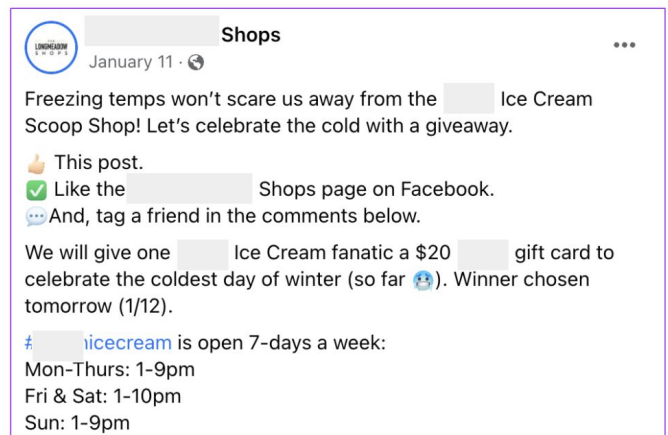 LONGMEADOW
SHOPS
Shops
January 11 ·
Freezing temps won't scare us away from the Ice Cream
Scoop Shop! Let's celebrate the cold with a giveaway.
👍🏻 This post.
✅ Like the Shops page on Facebook.
💬And, tag a friend in the comments below.
We will give one Ice Cream fanatic a $20 gift card to
celebrate the coldest day of winter (so far 🥶). Winner chosen
tomorrow (1/12).
# icecream is open 7-days a week:
Mon-Thurs: 1-9pm
Fri & Sat: 1-10pm
Sun: 1-9pm